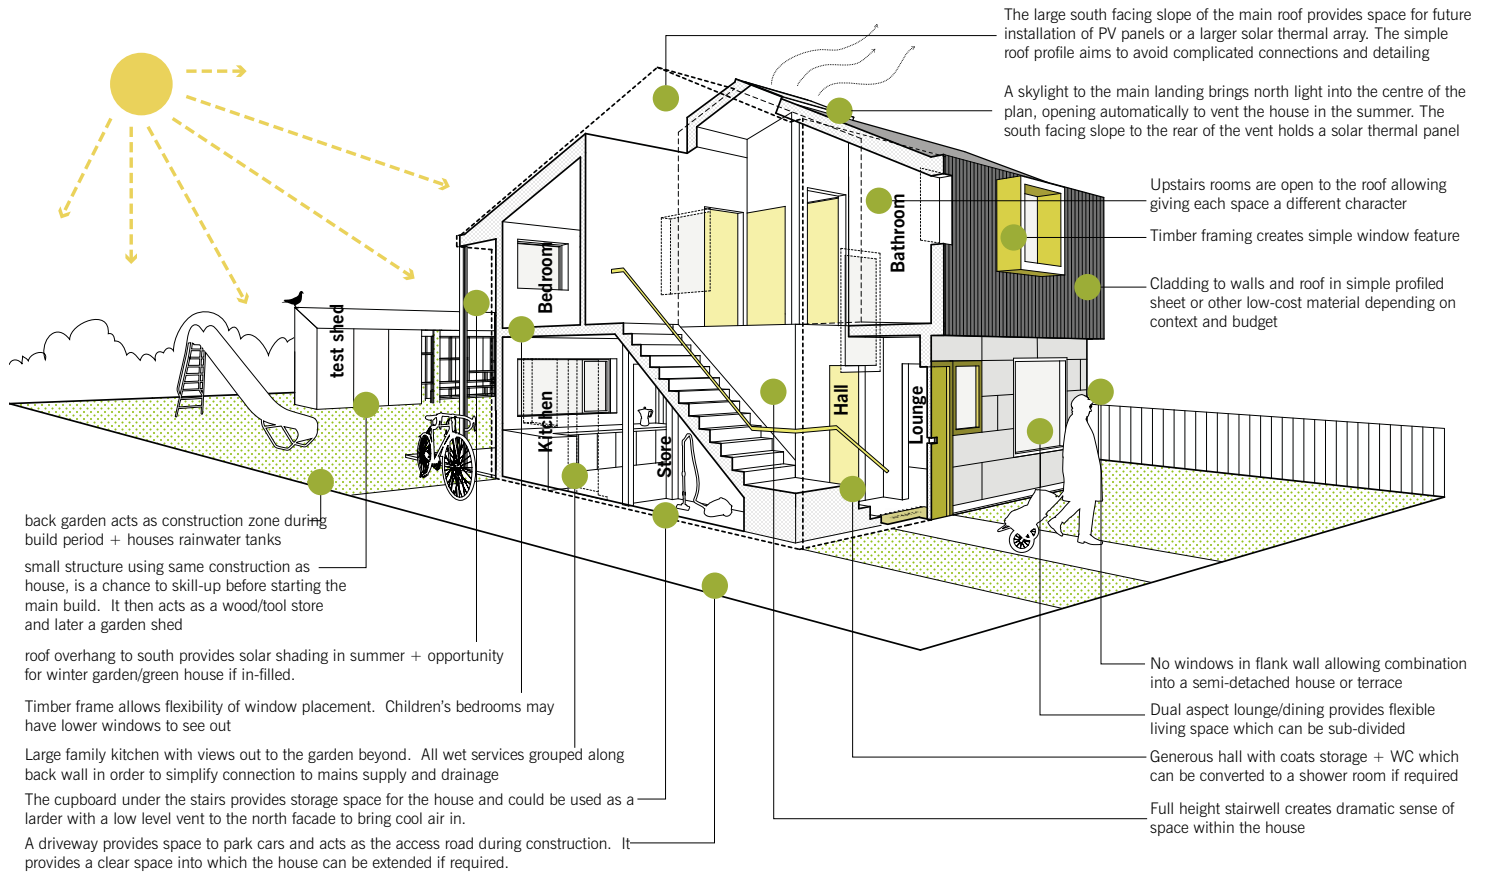 The large south facing slope of the main roof provides space for future
installation of PV panels or a larger solar thermal array. The simple
roof profile aims to avoid complicated connections and detailing
A skylight to the main landing brings north light into the centre of the
plan, opening automatically to vent the house in the summer. The
south facing slope to the rear of the vent holds a solar thermal panel
Upstairs rooms are open to the roof allowing
giving each space a different character
Timber framing creates simple window feature
Cladding to walls and roof in simple profiled
sheet or other low-cost material depending on
context and budget
test shed
Bedroom
Bathroom
Kitchen
Store
Hall
Lounge
back garden acts as construction zone during
build period + houses rainwater tanks
small structure using same construction as
house, is a chance to skill-up before starting the
main build. It then acts as a wood/tool store
and later a garden shed
roof overhang to south provides solar shading in summer + opportunity
for winter garden/green house if in-filled.
Timber frame allows flexibility of window placement. Children's bedrooms may
have lower windows to see out
Large family kitchen with views out to the garden beyond. All wet services grouped along
back wall in order to simplify connection to mains supply and drainage
The cupboard under the stairs provides storage space for the house and could be used as a
larder with a low level vent to the north facade to bring cool air in.
A driveway provides space to park cars and acts as the access road during construction. It
provides a clear space into which the house can be extended if required.
No windows in flank wall allowing combination
into a semi-detached house or terrace
Dual aspect lounge/dining provides flexible
living space which can be sub-divided
Generous hall with coats storage + WC which
can be converted to a shower room if required
Full height stairwell creates dramatic sense of
space within the house